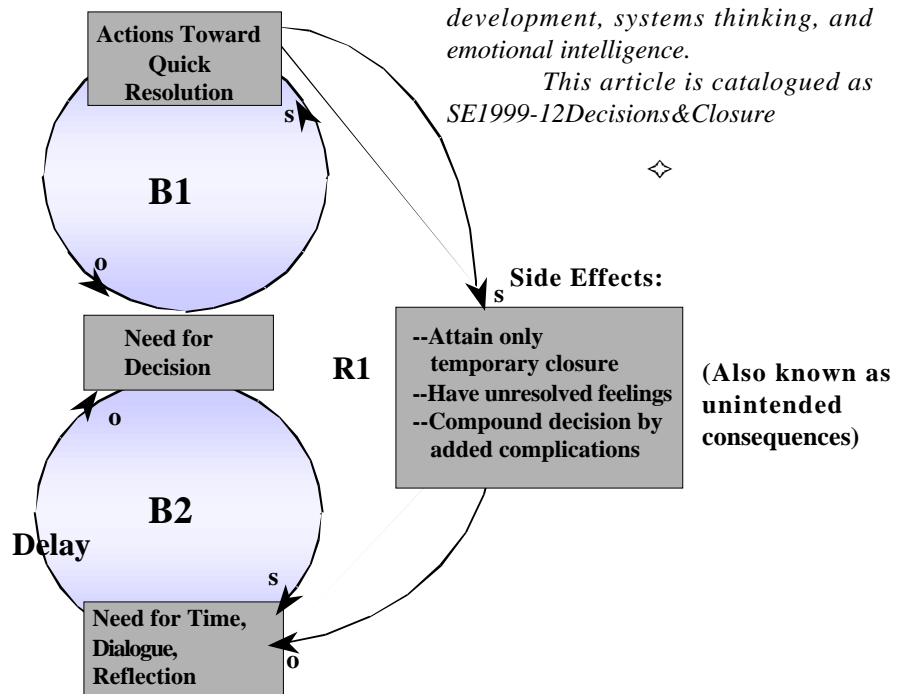 development, systems thinking, and
emotional intelligence.
This article is catalogued as
SE1999-12Decisions&Closure
Actions Toward
Quick
Resolution
s
B1
o
Side Effects:
s
Need for
Decision
R1
--Attain only
temporary closure
--Have unresolved feelings
--Compound decision by
added complications
(Also known as
unintended
consequences)
o
B2
Delay
s
Need for Time,
Dialogue,
Reflection
o